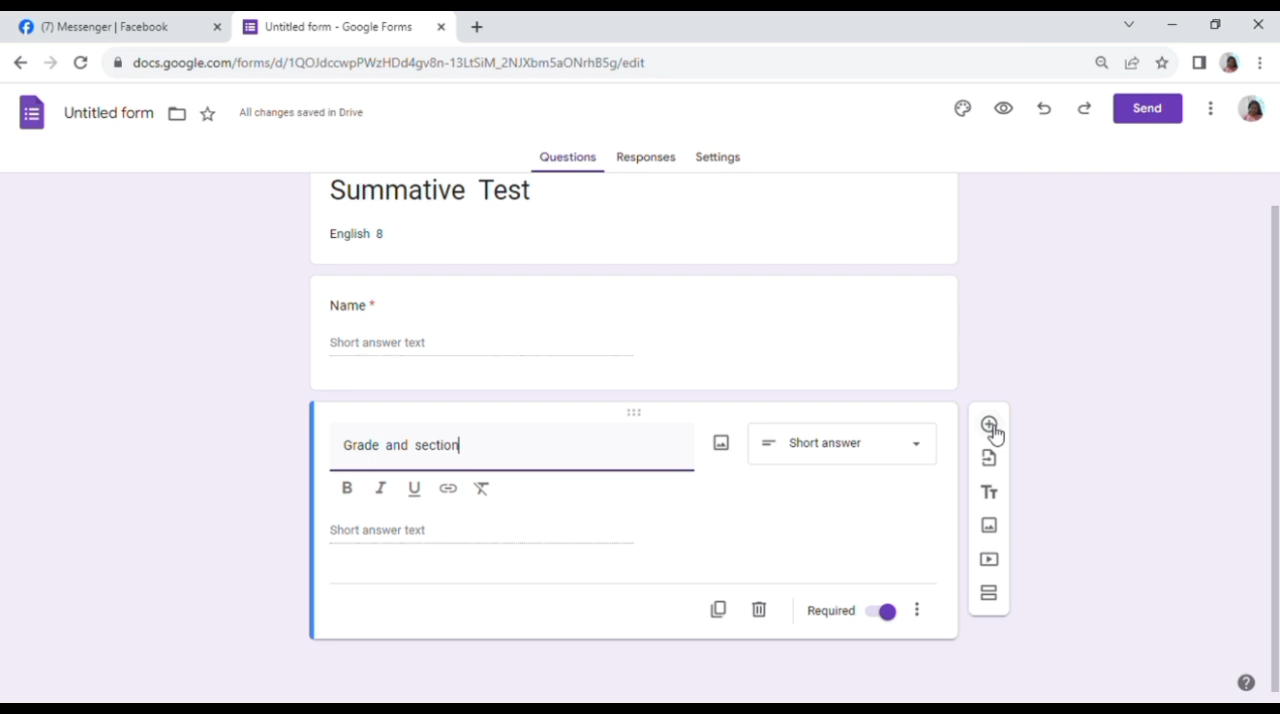 (7) Messenger | Facebook
Untitled form - Google Forms
docs.google.com/forms/d/1QOJdccwpPWzHDd4gv8n-13LtSiM_2NJXbm5aONrhB5g/edit
Untitled form
All changes saved in Drive
Send
Questions
Responses
Settings
Summative Test
English 8
Name *
Short answer text
Grade and section
Short answer
B I U
Short answer text
Required